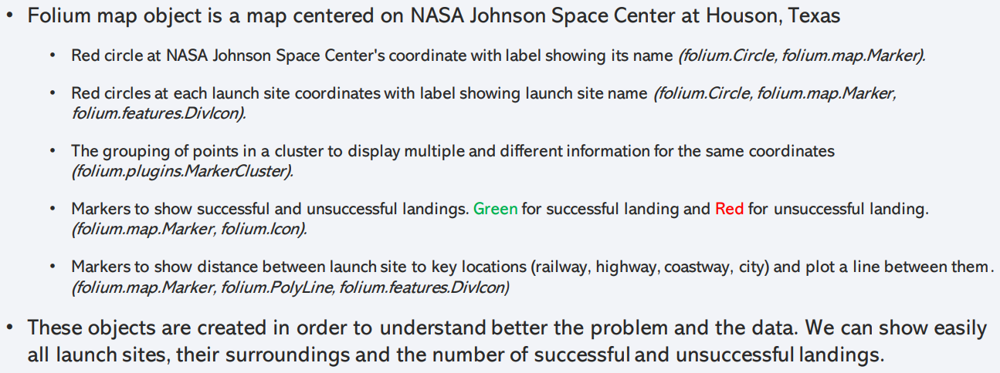 • Folium map object is a map centered on NASA Johnson Space Center at Houson, Texas
• Red circle at NASA Johnson Space Center's coordinate with label showing its name (folium.Circle, folium.map.Marker).
• Red circles at each launch site coordinates with label showing launch site name (folium.Circle, folium.map.Marker,
folium.features.DivIcon).
• The grouping of points in a cluster to display multiple and different information for the same coordinates
(folium.plugins.MarkerCluster).
• Markers to show successful and unsuccessful landings. Green for successful landing and Red for unsuccessful landing.
(folium.map.Marker, folium.Icon).
• Markers to show distance between launch site to key locations (railway, highway, coastway, city) and plot a line between them.
(folium.map.Marker, folium.PolyLine, folium.features.DivIcon)
• These objects are created in order to understand better the problem and the data. We can show easily
all launch sites, their surroundings and the number of successful and unsuccessful landings.